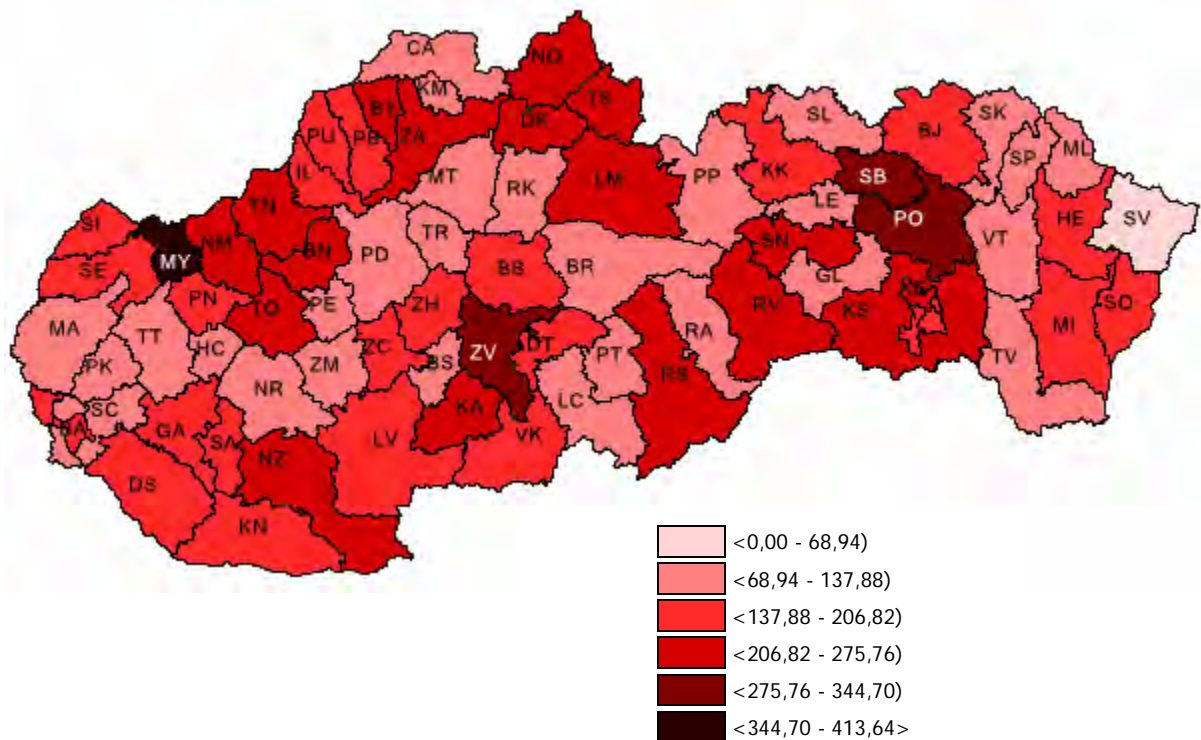 CA
NO
KM
TS
BY
PU
PB
ZA
DK
SL
BJ
SK
ML
SP
IL
MT
RK
LM
PP
KK
SB
LE
PO
HE
SV
VT
SI
MY
NM
TN
BN
PD
TR
BB
BR
SN
GL
SE
PN
TO
PE
ZH
RV
KS
SO
MI
MA
TT
HC
PK
ZM
ZC
BS
ZV
DT
PT
RA
TV
NR
SC
BA
GA
SA
KA
LC
RS
NZ
LV
VK
DS
KN
<0,00 - 68,94)
<68,94 - 137,88)
<137,88 - 206,82)
<206,82 - 275,76)
<275,76 - 344,70)
<344,70 - 413,64>